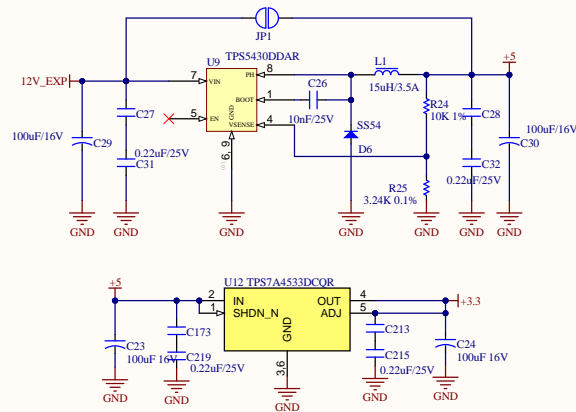 JP1
U9
TPS5430DDAR
L1
+5
12V_EXP
7
VIN
PH
8
15uH/3.5A
C26
R24
10K 1%
C27
BOOT
1
C28
100uF/16V
5
EN
GND
VSENSE
4
10nF/25V
SS54
100uF/16V
C29
C30
0.22uF/25V
C31
6, 9
D6
C32
0.22uF/25V
R25
3.24K 0.1%
GND
GND
GND
GND
GND
GND
GND
U12 TPS7A4533DCQR
+5
2
IN
OUT
4
+3.3
1
SHDN_N
ADJ
5
GND
C173
C213
C23
C24
100uF 16V
C219
C215
100uF 16V
0.22uF/25V
0.22uF/25V
3,6
GND
GND
GND
GND
GND